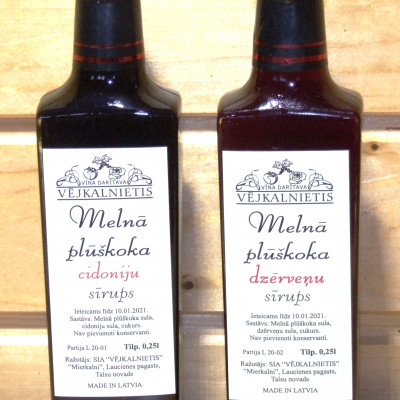 VĪNA DARĪTAVA
VĒJKALNIETIS
Melnā
plūškoka
cidoniju
sīrups
Ieteicams līdz 10.01.2021.
Sastāvs: Melnā plūškoka sula,
cidoniju sula, cukurs.
Nav pievienoti konservanti.
Partija L 20-01 Tilp. 0,25l
Ražotājs: SIA "VĒJKALNIETIS"
"Mierkalni", Laucienes pagasts,
Talsu novads
MADE IN LATVIA
VĪNA DARĪTAVA
VĒJKALNIETIS
Melnā
plūškoka
dzērveņu
sīrups
Ieteicams līdz 10.01.2021.
Sastāvs: Melnā plūškoka sula,
dzērveņu sula, cukurs.
Nav pievienoti konservanti.
Partija L 20-02 Tilp. 0,25l
Ražotājs: SIA "VĒJKALNIETIS"
"Mierkalni", Laucienes pagasts,
Talsu novads
MADE IN LATVIA